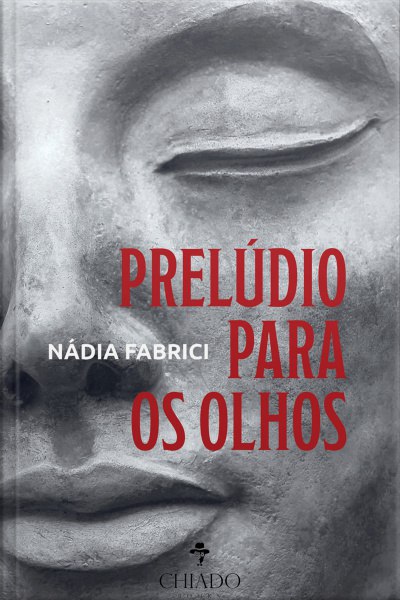 PRELÚDIO
NÁDIA FABRICI
PARA
OS OLHOS
CHIADO